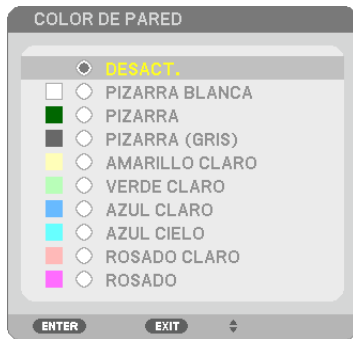 COLOR DE PARED
DESACT.
PIZARRA BLANCA
PIZARRA
PIZARRA (GRIS)
AMARILLO CLARO
VERDE CLARO
AZUL CLARO
AZUL CIELO
ROSADO CLARO
ROSADO
ENTER EXIT